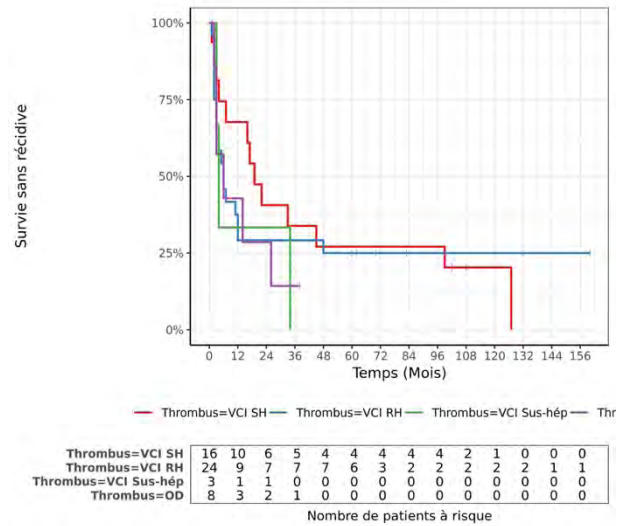 Survie sans récidive
100%
75%
50%
25%
0%
0 12 24 36 48 60 72 84 96 108 120 132 144 156
Temps (Mois)
Thrombus=VCI SH Thrombus=VCI RH Thrombus=VCI Sus-hép Thr
Thrombus=VCI SH 16 10 6 5 4 4 4 4 4 2 1 0 0 0
Thrombus=VCI RH 24 9 7 7 7 6 3 2 2 2 2 2 1 1
Thrombus=VCI Sus-hép 3 1 1 0 0 0 0 0 0 0 0 0 0 0
Thrombus=OD 8 3 2 1 0 0 0 0 0 0 0 0 0 0
Nombre de patients à risque